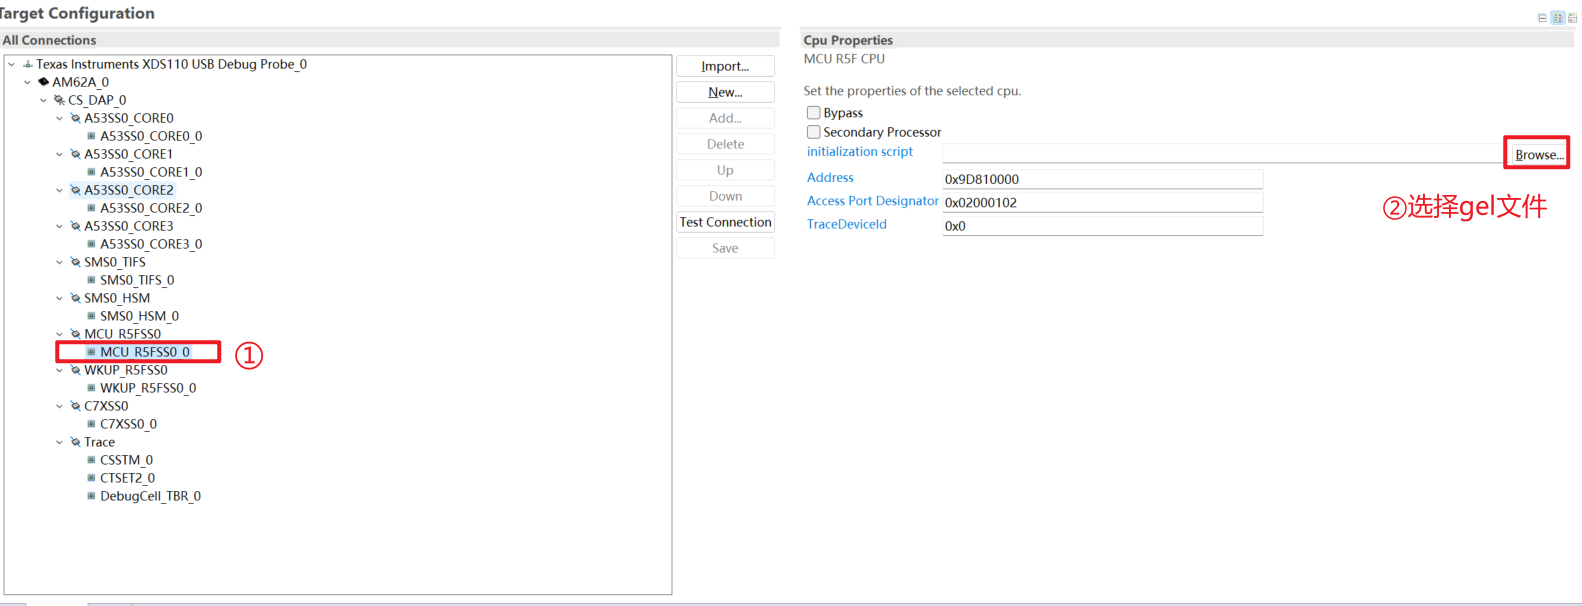 Target Configuration
All Connections
Texas Instruments XDS110 USB Debug Probe_0
AM62A_0
CS_DAP_0
A53SS0_CORE0
A53SS0_CORE0_0
A53SS0_CORE1
A53SS0_CORE1_0
A53SS0_CORE2
A53SS0_CORE2_0
A53SS0_CORE3
A53SS0_CORE3_0
SMS0_TIFS
SMS0_TIFS_0
SMS0_HSM
SMS0_HSM_0
MCU_R5FSS0
MCU_R5FSS0_0
①
WKUP_R5FSS0
WKUP_R5FSS0_0
C7XSS0
C7XSS0_0
Trace
CSSTM_0
CTSET2_0
DebugCell_TBR_0
Import...
New...
Add...
Delete
Up
Down
Test Connection
Save
Cpu Properties
MCU R5F CPU
Set the properties of the selected cpu.
Bypass
Secondary Processor
initialization script
Browse...
Address 0x9D810000
Access Port Designator 0x02000102
TraceDeviceId 0x0
②选择gel文件